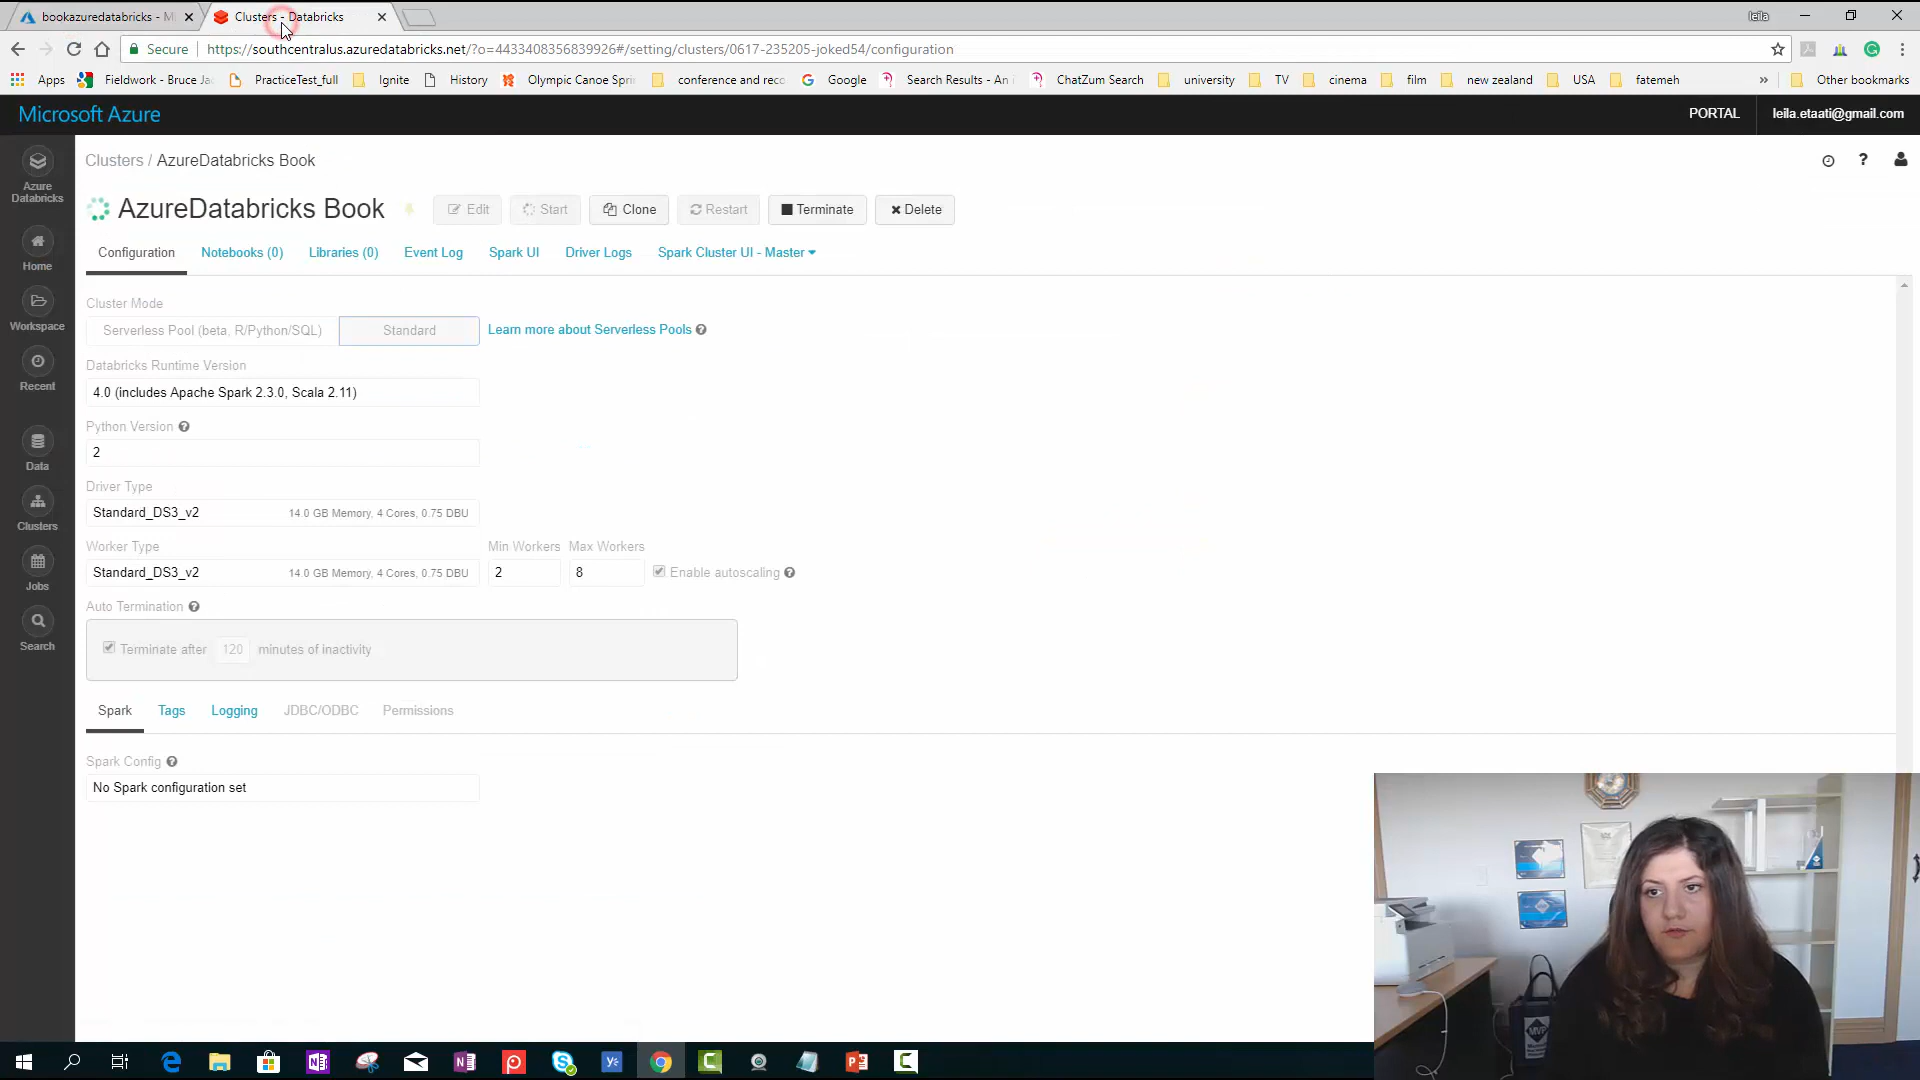 bookazuredatabricks - M
Clusters - Databricks
leila
Secure
https://southcentralus.azuredatabricks.net/?o=4433408356839926#/setting/clusters/0617-235205-joked54/configuration
Apps
Fieldwork - Bruce Ja
PracticeTest_full
Ignite
History
Olympic Canoe Spri
conference and reco
Google
Search Results - An
ChatZum Search
university
TV
cinema
film
new zealand
USA
fatemeh
»
Other bookmarks
Microsoft Azure
PORTAL
leila.etaati@gmail.com
Azure
Databricks
Home
Workspace
Recent
Data
Clusters
Jobs
Search
Clusters / AzureDatabricks Book
?
AzureDatabricks Book
Edit
Start
Clone
Restart
Terminate
Delete
Configuration
Notebooks (0)
Libraries (0)
Event Log
Spark UI
Driver Logs
Spark Cluster UI - Master
Cluster Mode
Serverless Pool (beta, R/Python/SQL)
Standard
Learn more about Serverless Pools
Databricks Runtime Version
4.0 (includes Apache Spark 2.3.0, Scala 2.11)
Python Version
2
Driver Type
Standard_DS3_v2
14.0 GB Memory, 4 Cores, 0.75 DBU
Worker Type
Min Workers
Max Workers
Standard_DS3_v2
14.0 GB Memory, 4 Cores, 0.75 DBU
2
8
Enable autoscaling
Auto Termination
Terminate after 120 minutes of inactivity
Spark
Tags
Logging
JDBC/ODBC
Permissions
Spark Config
No Spark configuration set
MVP